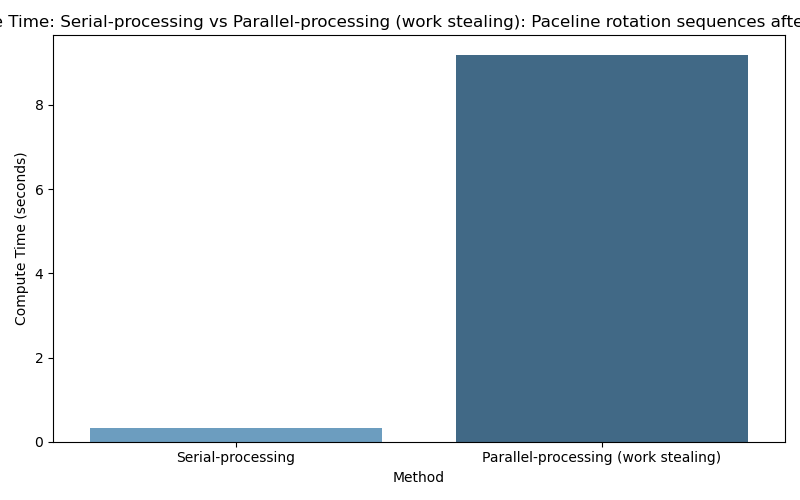 e Time: Serial-processing vs Parallel-processing (work stealing): Paceline rotation sequences afte
8
6
4
2
0
Compute Time (seconds)
Serial-processing
Parallel-processing (work stealing)
Method